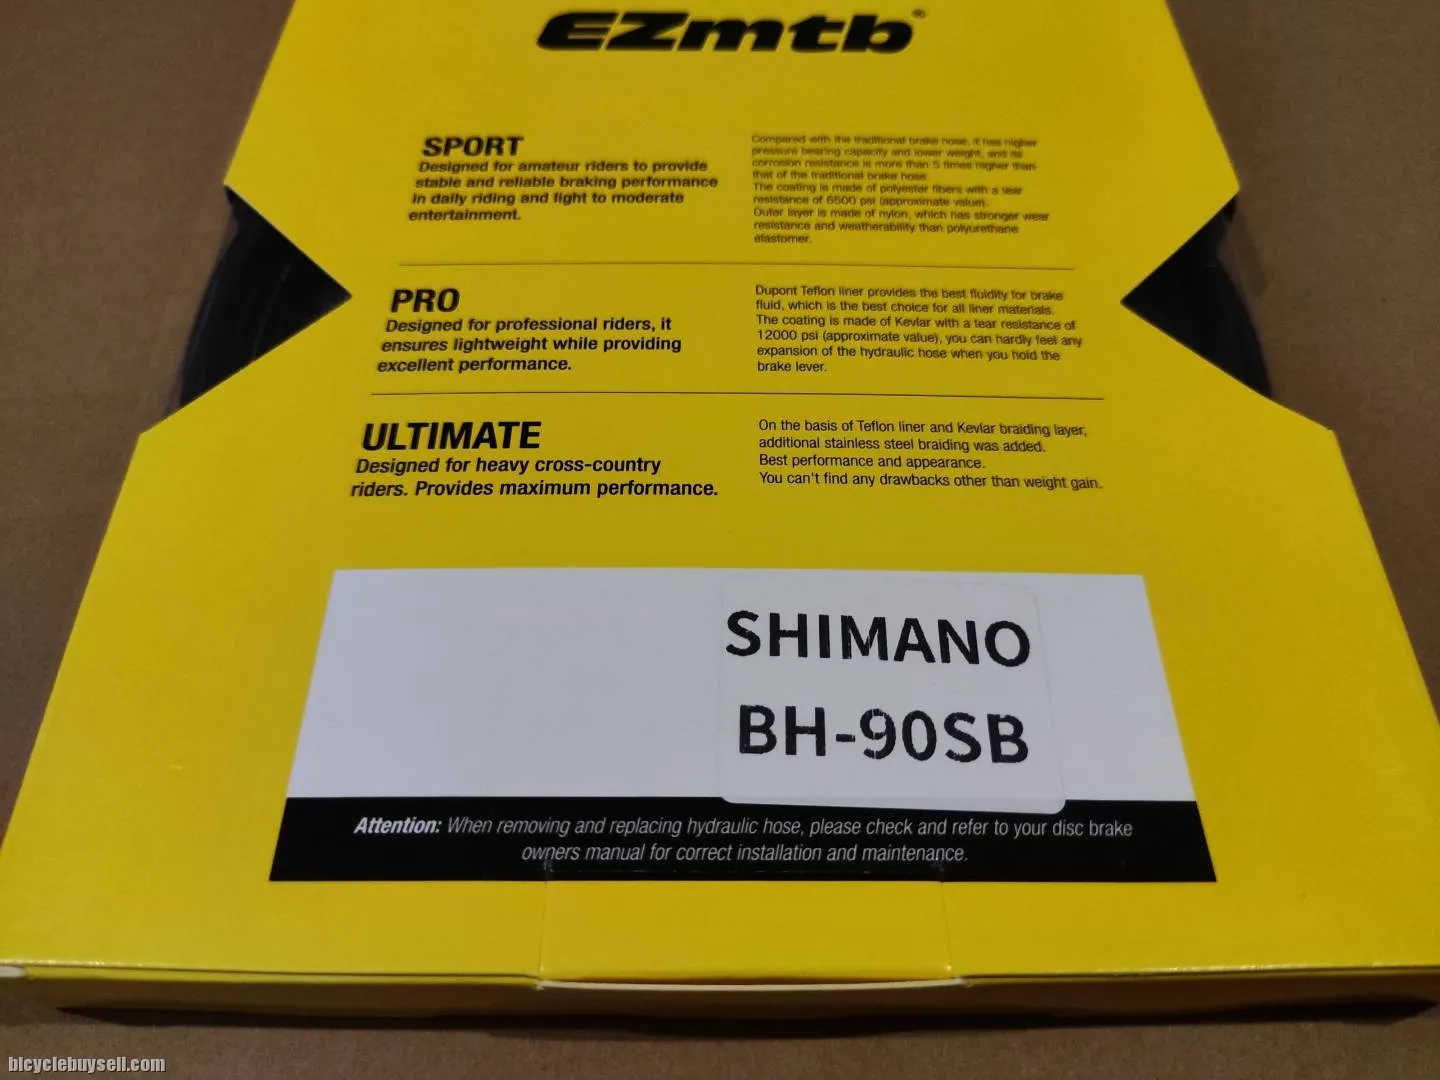 EZmtb®
SPORT
Designed for amateur riders to provide
stable and reliable braking performance
in daily riding and light to moderate
entertainment.
Compared with the traditional brake hose, it has higher
pressure bearing capacity and lower weight, and its
corrosion resistance is more than 5 times higher than
that of the traditional brake hose.
The coating is made of polyester fibers with a tear
resistance of 6500 psi (approximate value).
Outer layer is made of nylon, which has stronger wear
resistance and weatherability than polyurethane
elastomer.
PRO
Designed for professional riders, it
ensures lightweight while providing
excellent performance.
Dupont Teflon liner provides the best fluidity for brake
fluid, which is the best choice for all liner materials.
The coating is made of Kevlar with a tear resistance of
12000 psi (approximate value), you can hardly feel any
expansion of the hydraulic hose when you hold the
brake lever.
ULTIMATE
Designed for heavy cross-country
riders. Provides maximum performance.
On the basis of Teflon liner and Kevlar braiding layer,
additional stainless steel braiding was added.
Best performance and appearance.
You can't find any drawbacks other than weight gain.
SHIMANO
BH-90SB
Attention: When removing and replacing hydraulic hose, please check and refer to your disc brake
owners manual for correct installation and maintenance.
bicyclebuysell.com